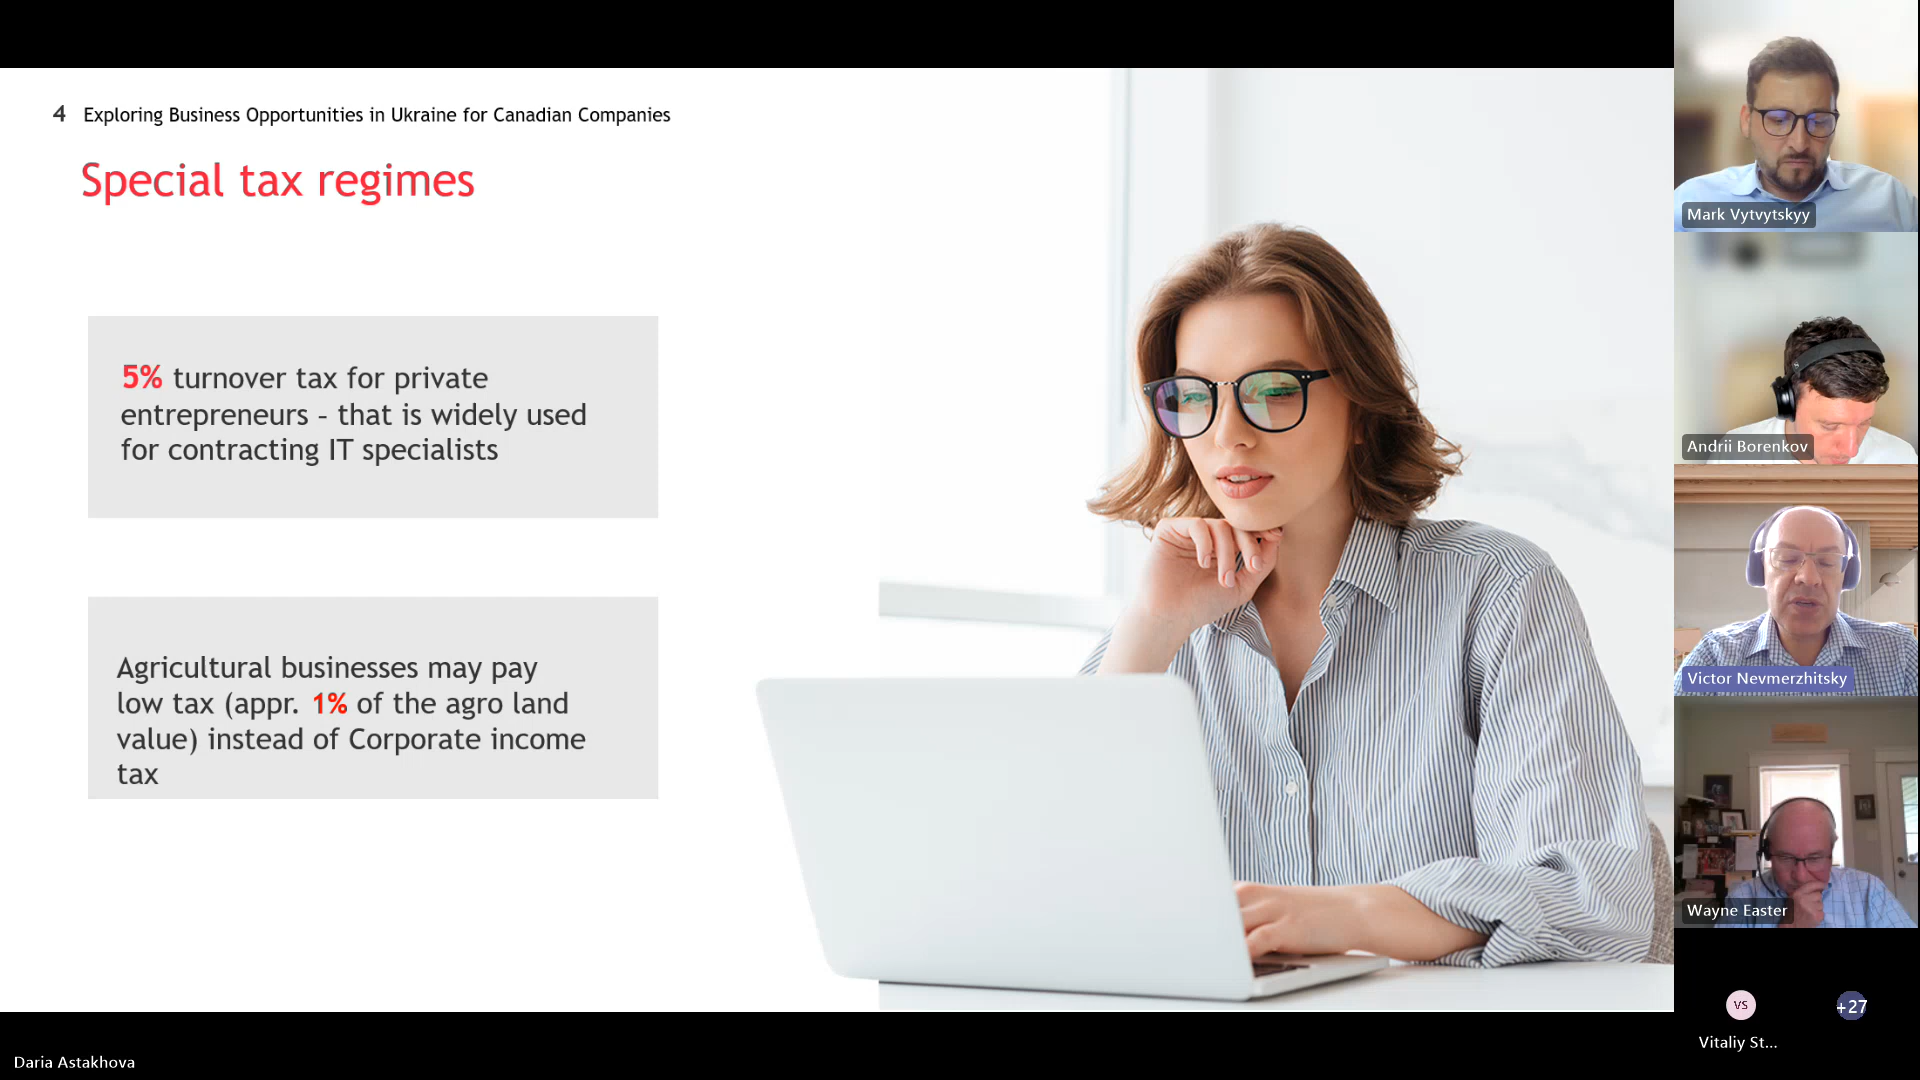 4 Exploring Business Opportunities in Ukraine for Canadian Companies
Special tax regimes
5% turnover tax for private
entrepreneurs – that is widely used
for contracting IT specialists
Agricultural businesses may pay
low tax (appr. 1% of the agro land
value) instead of Corporate income
tax
Mark Vytvytskyy
Andrii Borenkov
Victor Nevmerzhitsky
Wayne Easter
VS
+27
Vitaliy St...
Daria Astakhova